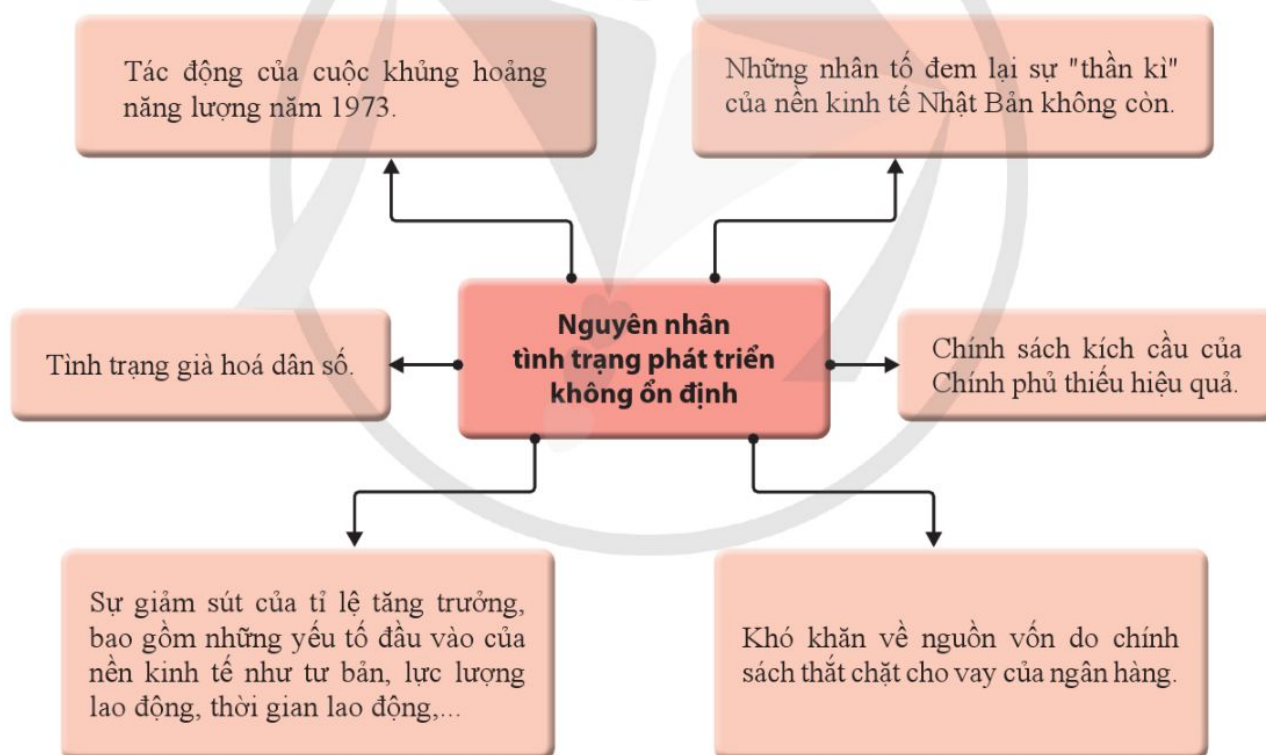 Tác động của cuộc khủng hoảng
năng lượng năm 1973.
Những nhân tố đem lại sự "thần kì"
của nền kinh tế Nhật Bản không còn.
Nguyên nhân
tình trạng phát triển
không ổn định
Tình trạng già hoá dân số.
Chính sách kích cầu của
Chính phủ thiếu hiệu quả.
Sự giảm sút của tỉ lệ tăng trưởng,
bao gồm những yếu tố đầu vào của
nền kinh tế như tư bản, lực lượng
lao động, thời gian lao động,...
Khó khăn về nguồn vốn do chính
sách thắt chặt cho vay của ngân hàng.